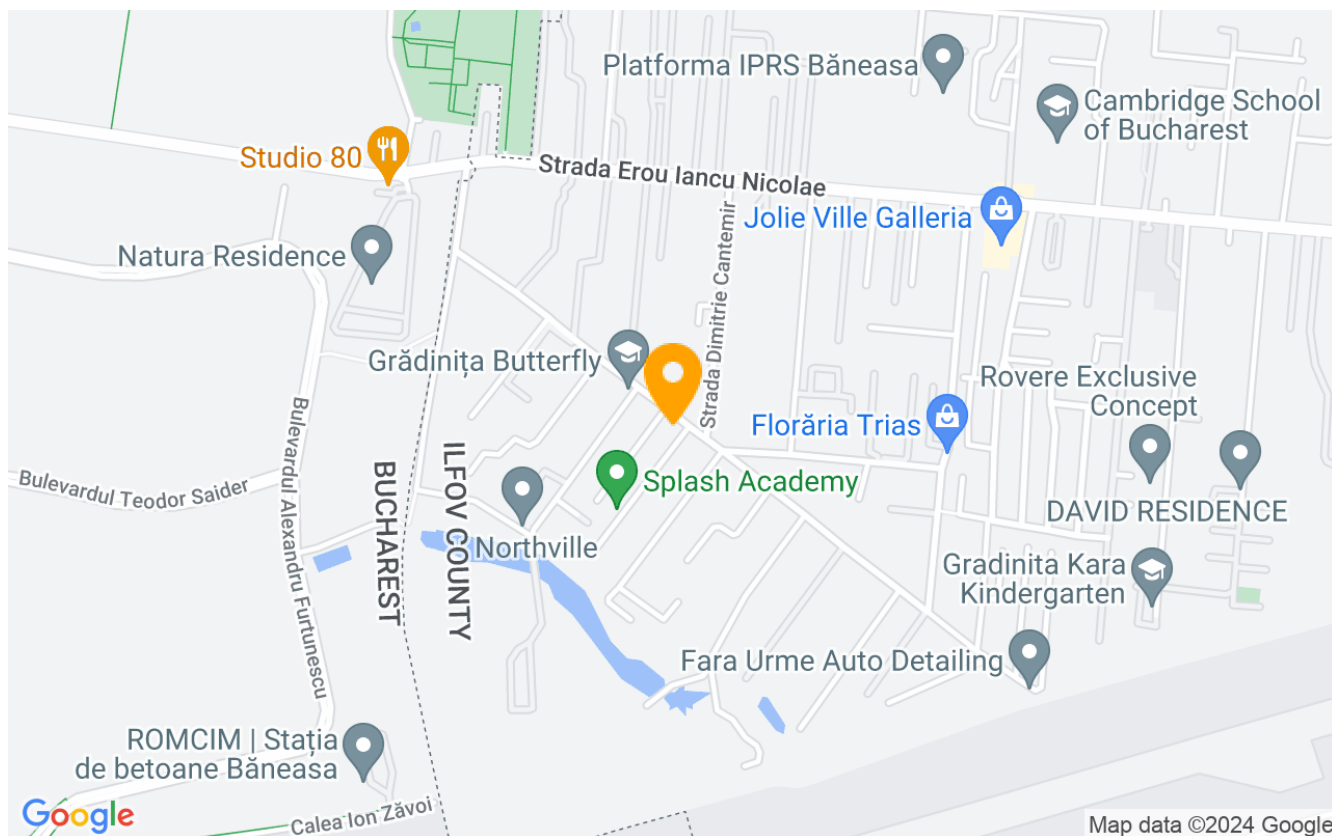 Platforma IPRS Băneasa
Cambridge School
of Bucharest
Studio 80
Strada Erou Iancu Nicolae
Jolie Ville Galleria
Natura Residence
Strada Dimitrie Cantemir
Grădinița Butterfly
Rovere Exclusive
Concept
Florăria Trias
Bulevardul Teodor Saider
Bulevardul Alexandru Furtunescu
BUCHAREST
ILFOV COUNTY
Splash Academy
DAVID RESIDENCE
Northville
Gradinita Kara
Kindergarten
Fara Urme Auto Detailing
ROMCIM | Stația
de betoane Băneasa
Calea Ion Zăvoi
Google
Map data ©2024 Google